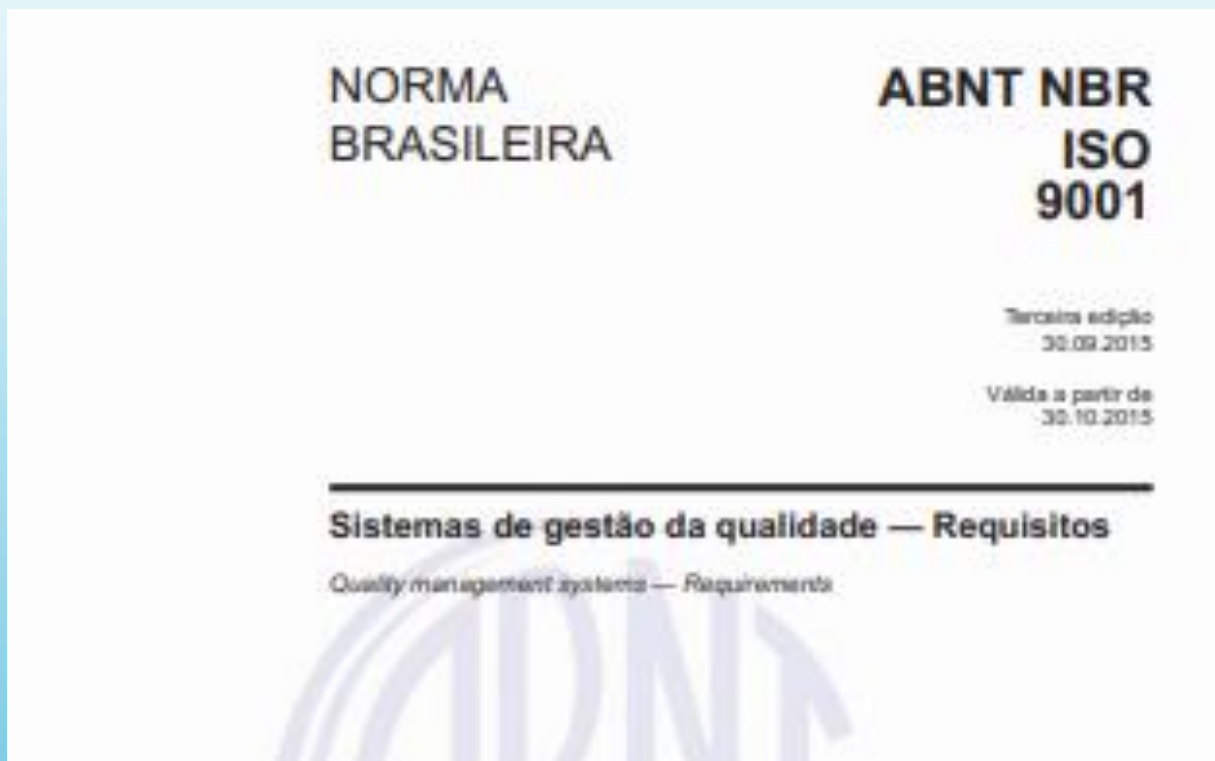 NORMA
BRASILEIRA
ABNT NBR
ISO
9001
Terceira edição
30.09.2015
Válida a partir de
30.10.2015
Sistemas de gestão da qualidade — Requisitos
Quality management systems — Requirements
ABNT